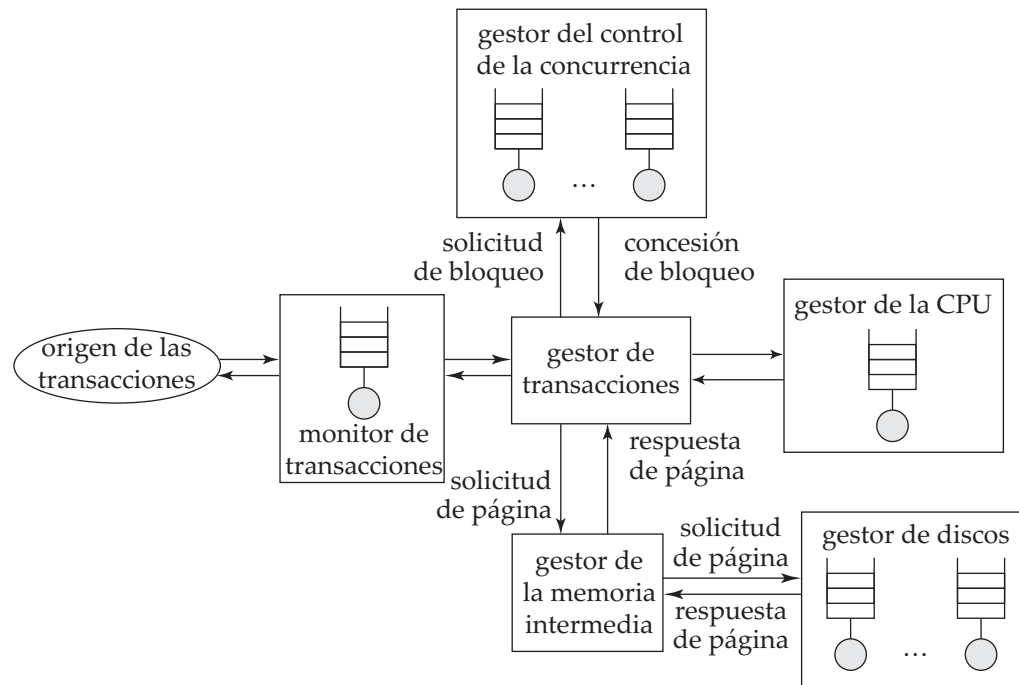 gestor del control
de la concurrencia
...
solicitud
de bloqueo
concesión
de bloqueo
origen de las
transacciones
monitor de
transacciones
gestor de
transacciones
gestor de la CPU
solicitud
de página
respuesta
de página
gestor de
la memoria
intermedia
solicitud
de página
respuesta
de página
gestor de discos
...